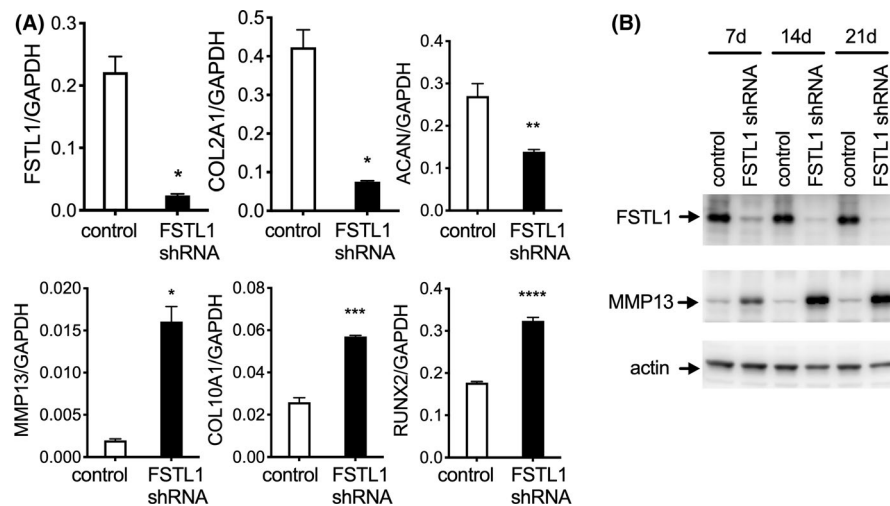 (A)
FSTL1/GAPDH
0.3
0.2
0.1
0.0
*
control
FSTL1
shRNA
COL2A1/GAPDH
0.5
0.4
0.3
0.2
0.1
0.0
*
control
FSTL1
shRNA
ACAN/GAPDH
0.4
0.3
0.2
0.1
0.0
**
control
FSTL1
shRNA
MMP13/GAPDH
0.020
0.015
0.010
0.005
0.000
*
control
FSTL1
shRNA
COL10A1/GAPDH
0.08
0.06
0.04
0.02
0.00
***
control
FSTL1
shRNA
RUNX2/GAPDH
0.4
0.3
0.2
0.1
0.0
****
control
FSTL1
shRNA
(B)
7d 14d 21d
control
FSTL1 shRNA
control
FSTL1 shRNA
control
FSTL1 shRNA
FSTL1
MMP13
actin